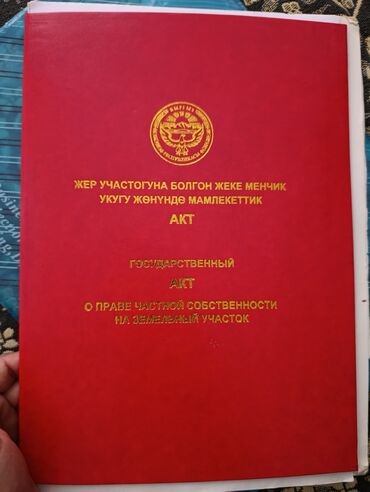 ЖЕР УЧАСТОГУНА БОЛГОН ЖЕКЕ МЕНЧИК
УКУГУ ЖӨНҮНДӨ МАМЛЕКЕТТИК
АКТ
ГОСУДАРСТВЕННЫЙ
АКТ
О ПРАВЕ ЧАСТНОЙ СОБСТВЕННОСТИ
НА ЗЕМЕЛЬНЫЙ УЧАСТОК